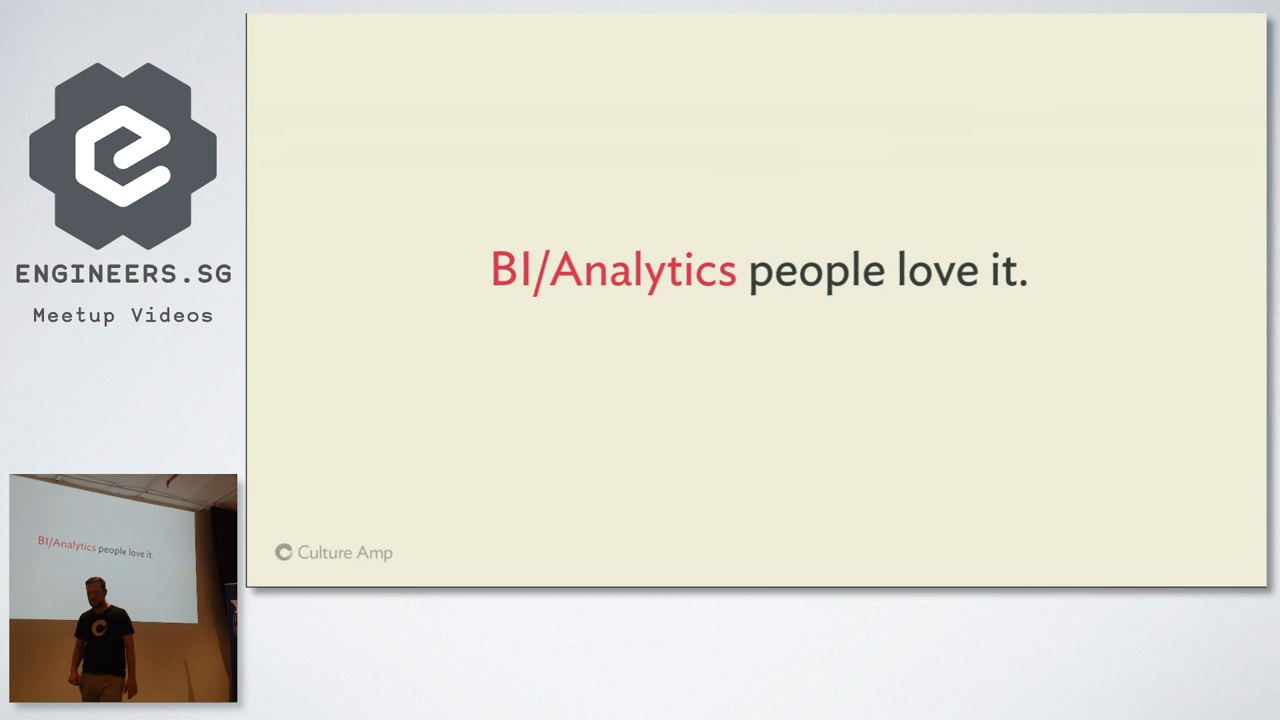 ENGINEERS.SG
Meetup Videos
BI/Analytics people love it.
Culture Amp
BI/Analytics people love it.